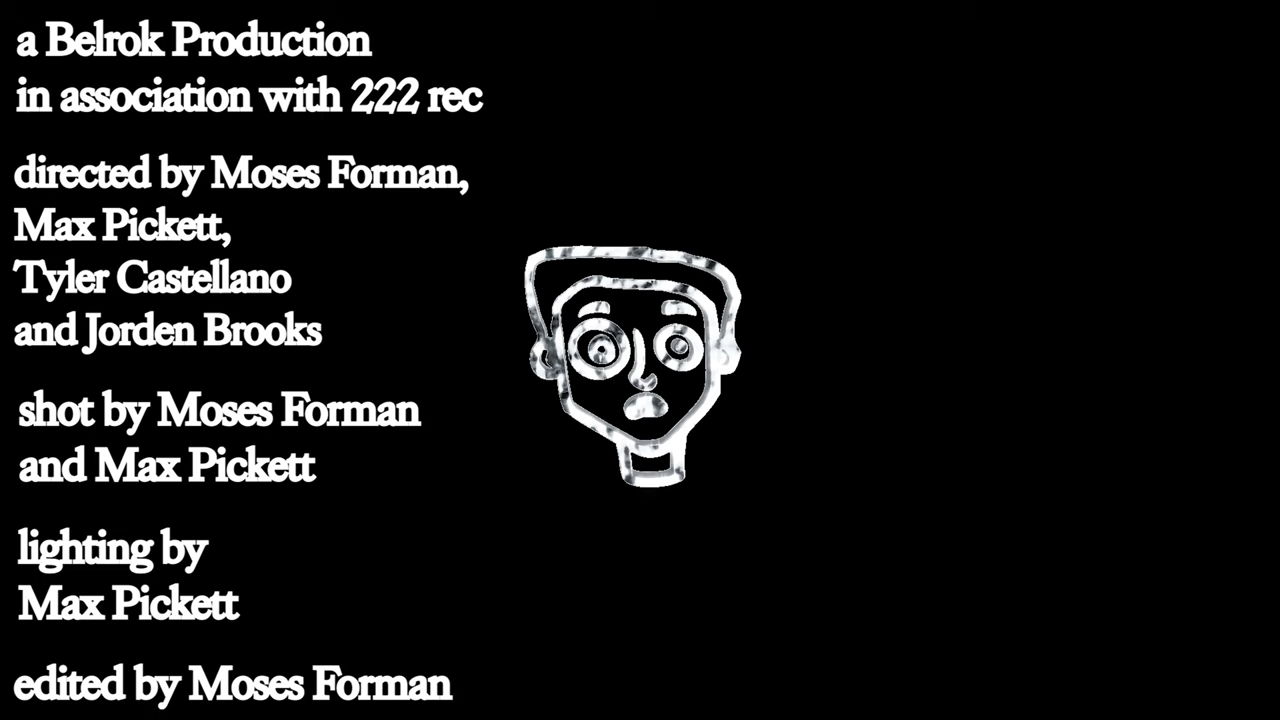 a Belrok Production
in association with 222 rec
directed by Moses Forman,
Max Pickett,
Tyler Castellano
and Jorden Brooks
shot by Moses Forman
and Max Pickett
lighting by
Max Pickett
edited by Moses Forman